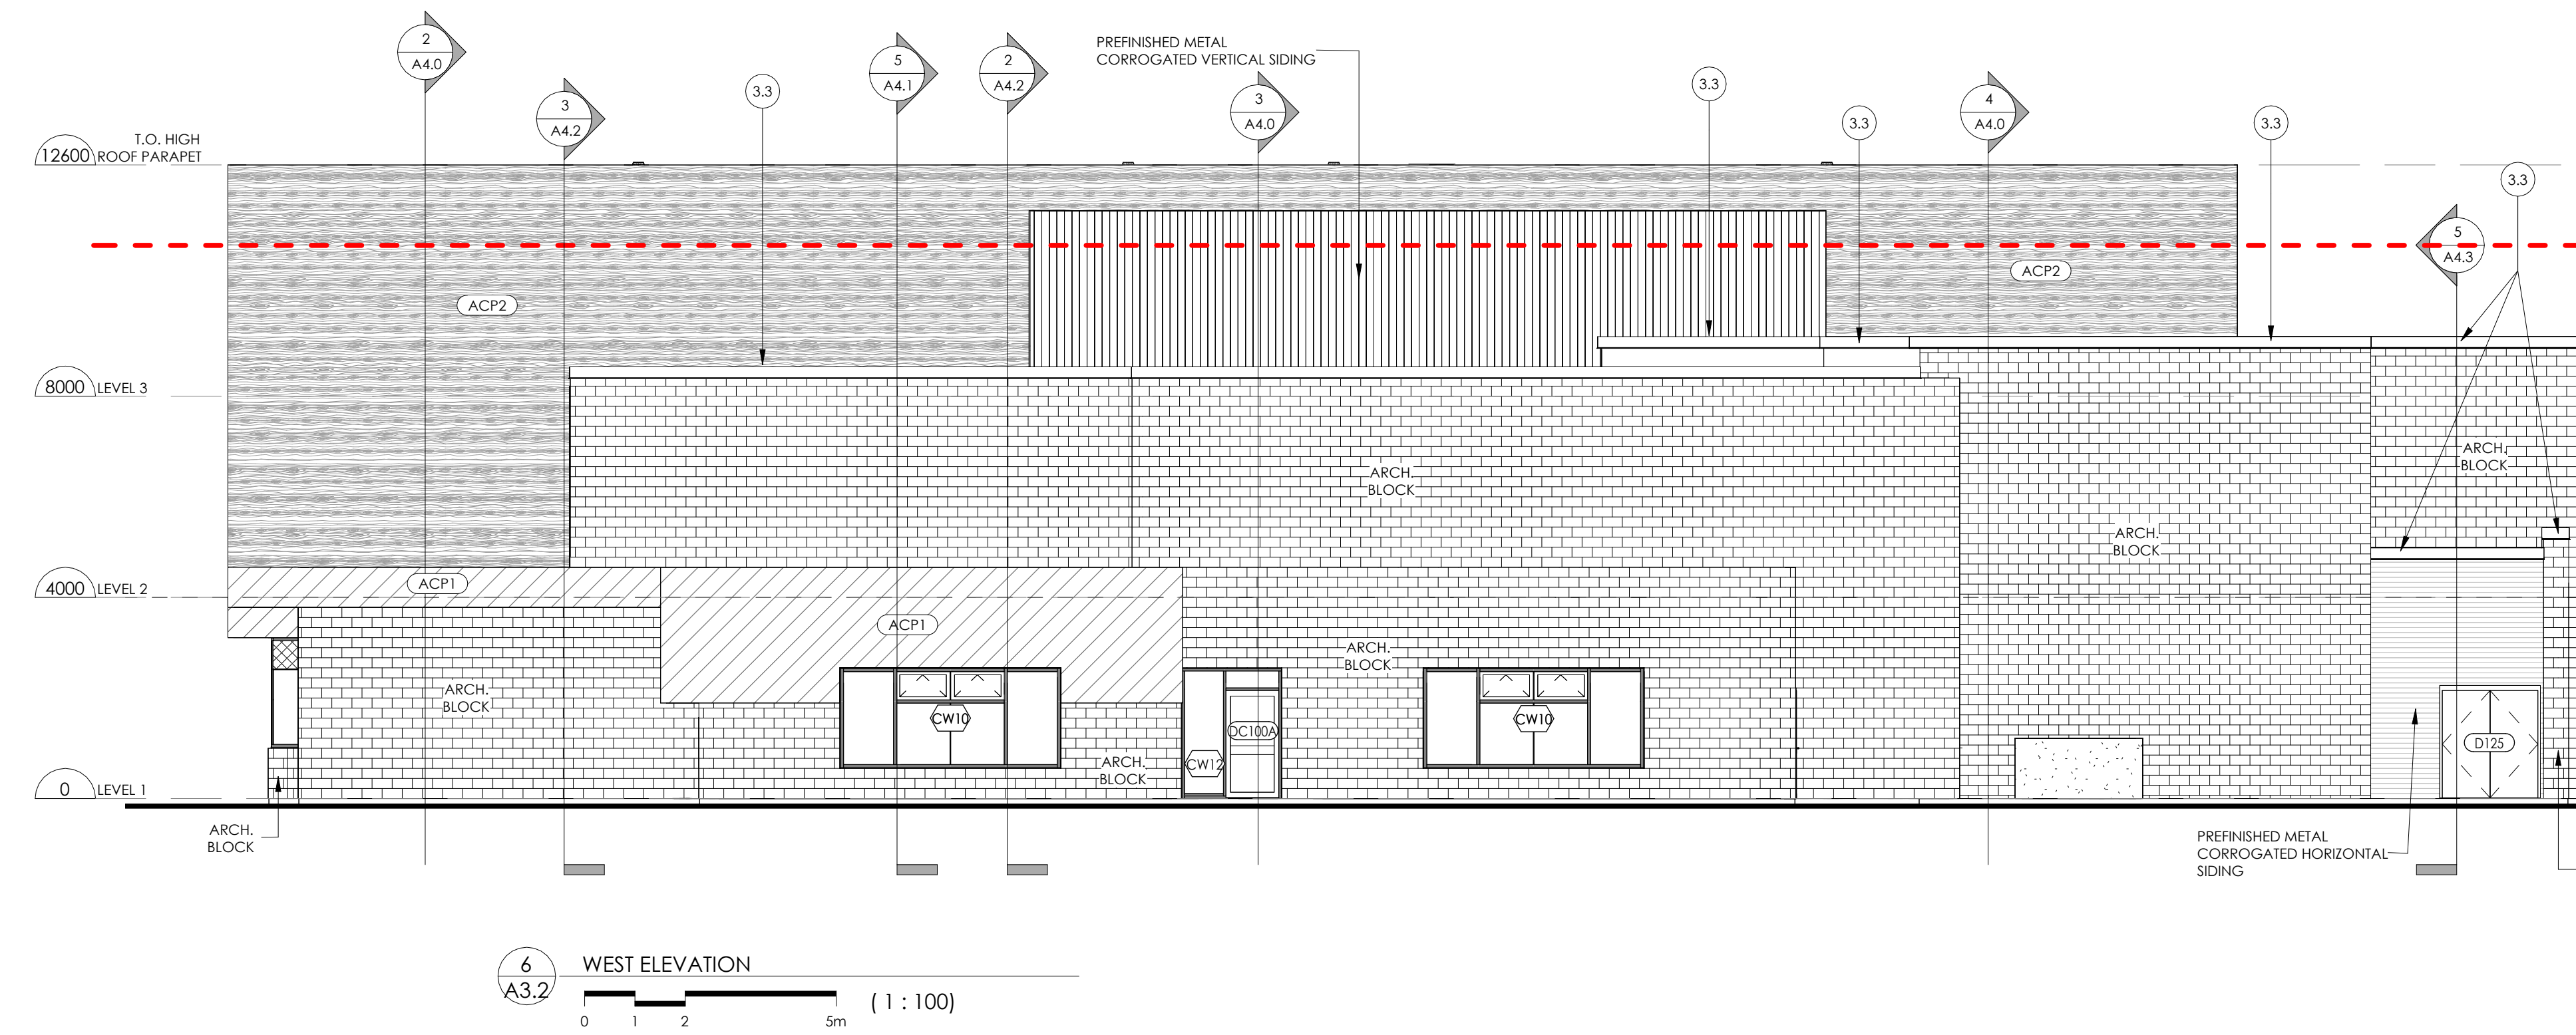 2
A4.0
3
A4.2
3.3
5
A4.1
2
A4.2
PREFINISHED METAL
CORROGATED VERTICAL SIDING
3
A4.0
3.3
3.3
4
A4.0
3.3
3.3
5
A4.3
12600
T.O. HIGH
ROOF PARAPET
ACP2
ACP2
8000 LEVEL 3
ARCH.
BLOCK
ARCH.
BLOCK
ARCH.
BLOCK
4000 LEVEL 2
ACP1
ACP1
ARCH.
BLOCK
ARCH.
BLOCK
CW10
DC100A
CW10
CW12
ARCH.
BLOCK
D125
0 LEVEL 1
ARCH.
BLOCK
PREFINISHED METAL
CORROGATED HORIZONTAL
SIDING
6
A3.2
WEST ELEVATION
(1 : 100)
0 1 2 5m